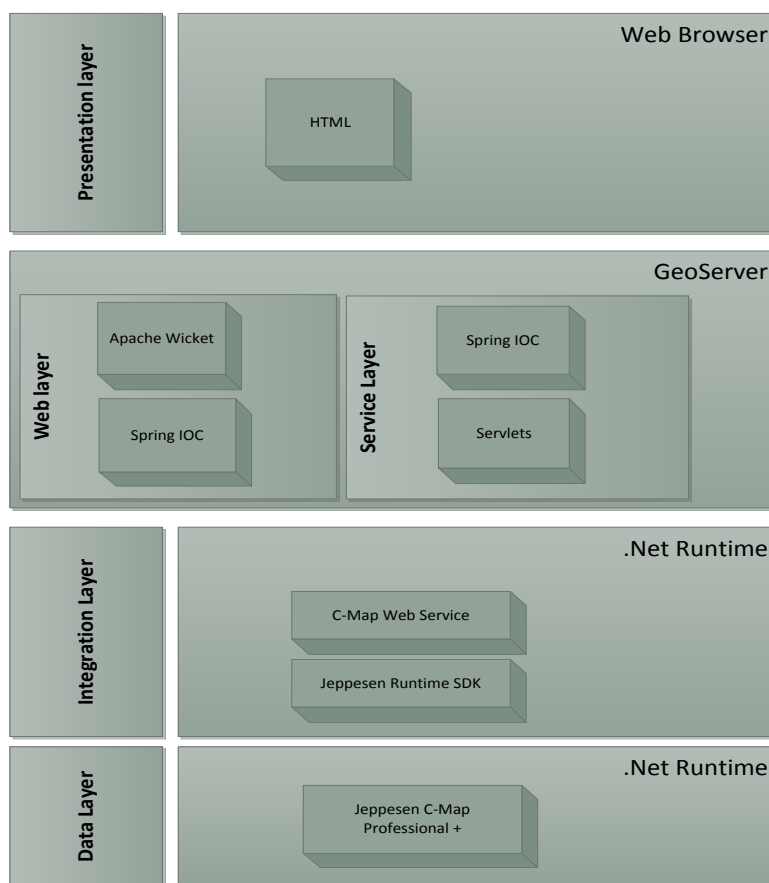 Presentation layer
Web Browser
HTML
GeoServer
Web layer
Apache Wicket
Spring IOC
Service Layer
Spring IOC
Servlets
Integration Layer
.Net Runtime
C-Map Web Service
Jeppesen Runtime SDK
Data Layer
.Net Runtime
Jeppesen C-Map
Professional +